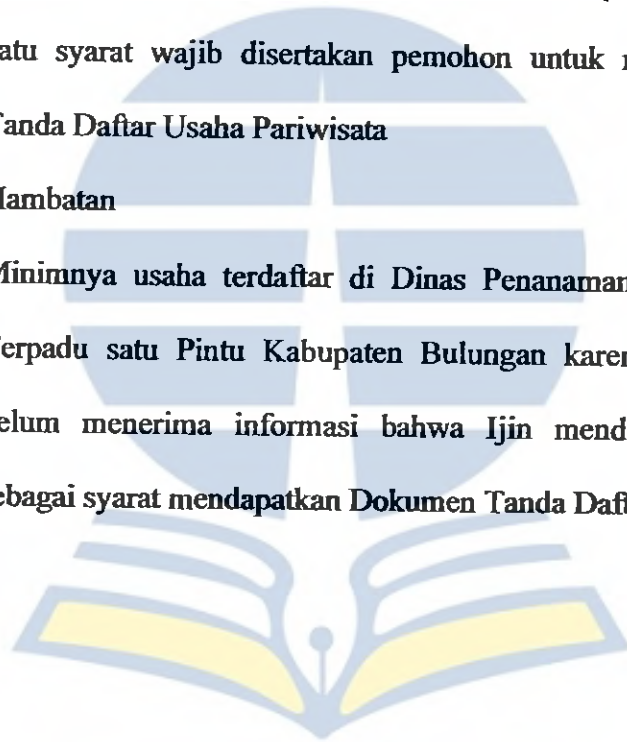 satu syarat wajib disertakan pemohon untuk
Tanda Daftar Usaha Pariwisata
Hambatan
Minimnya usaha terdaftar di Dinas Penanaman
Terpadu satu Pintu Kabupaten Bulungan
belum menerima informasi bahwa Ijin
sebagai syarat mendapatkan Dokumen Tanda